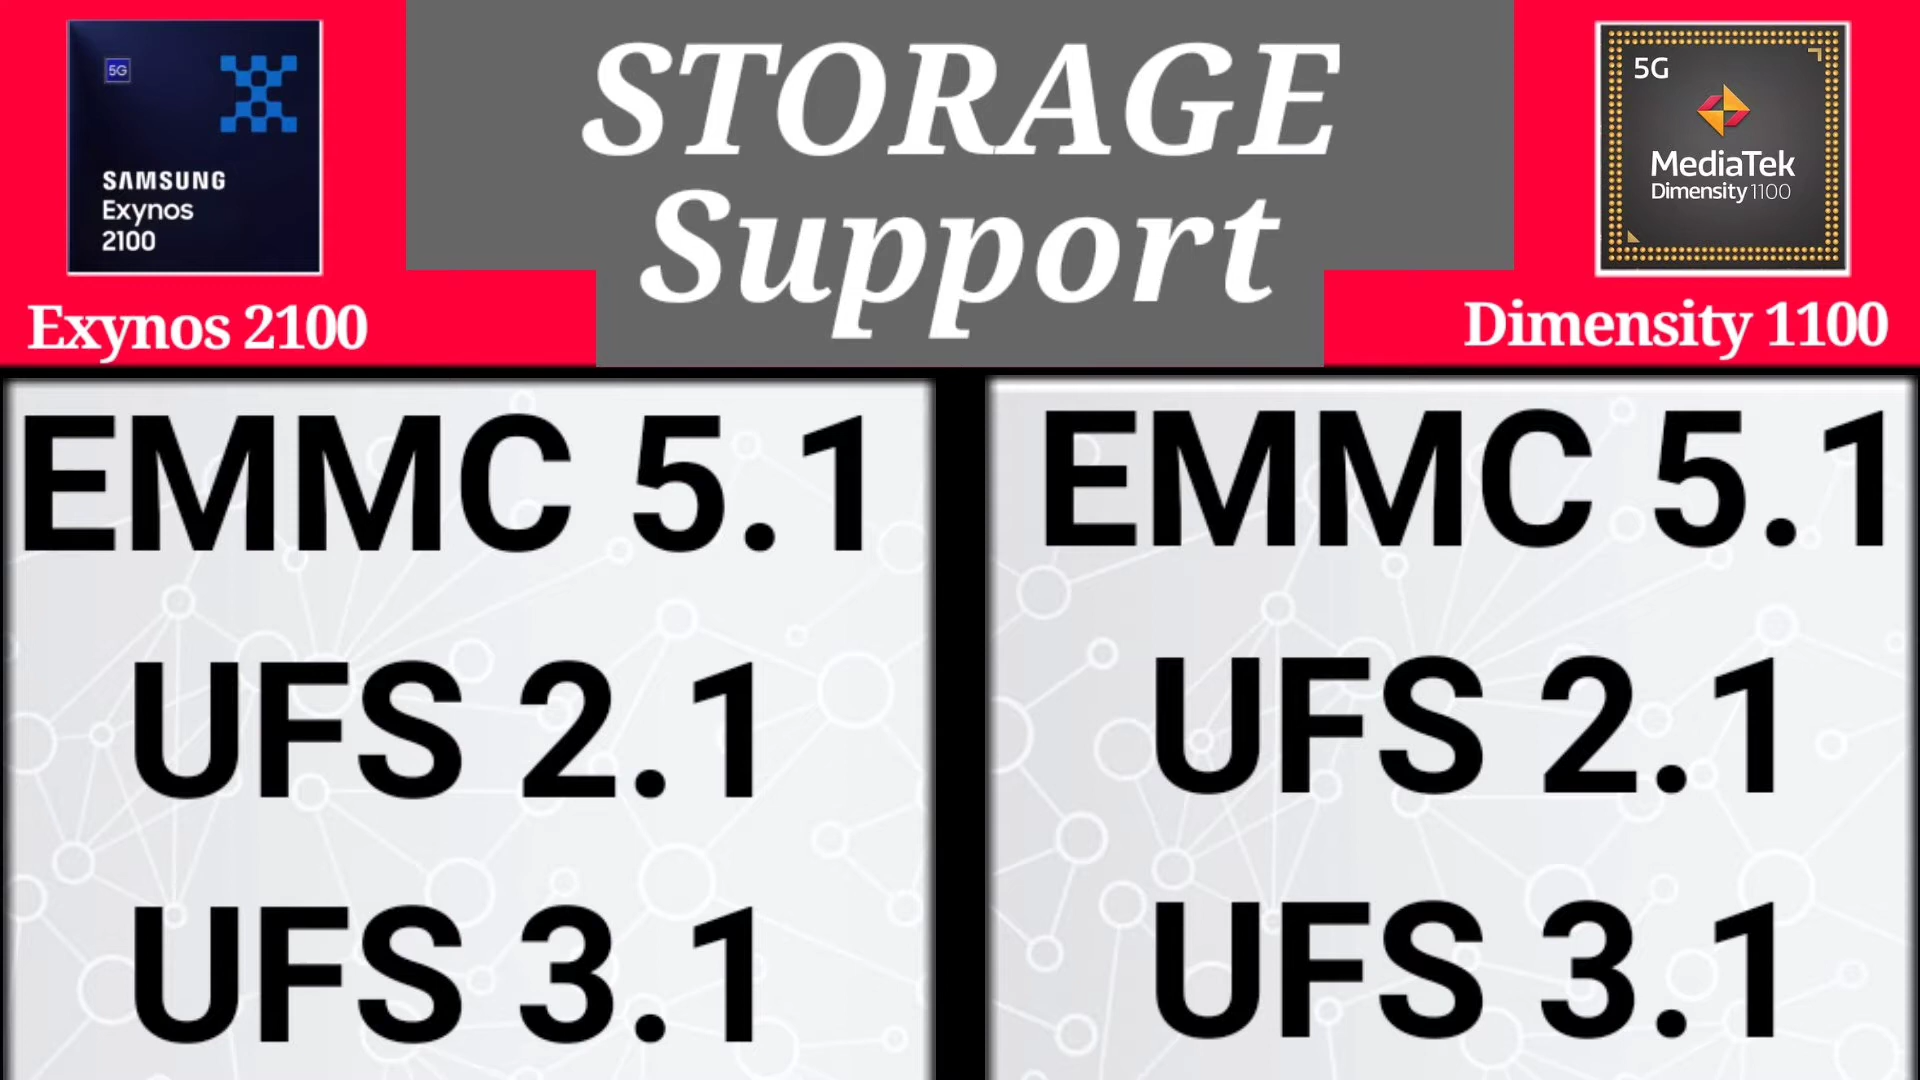 5G
SAMSUNG
Exynos
2100
Exynos 2100
STORAGE
Support
5G
MediaTek
Dimensity 1100
Dimensity 1100
EMMC 5.1
UFS 2.1
UFS 3.1
EMMC 5.1
UFS 2.1
UFS 3.1